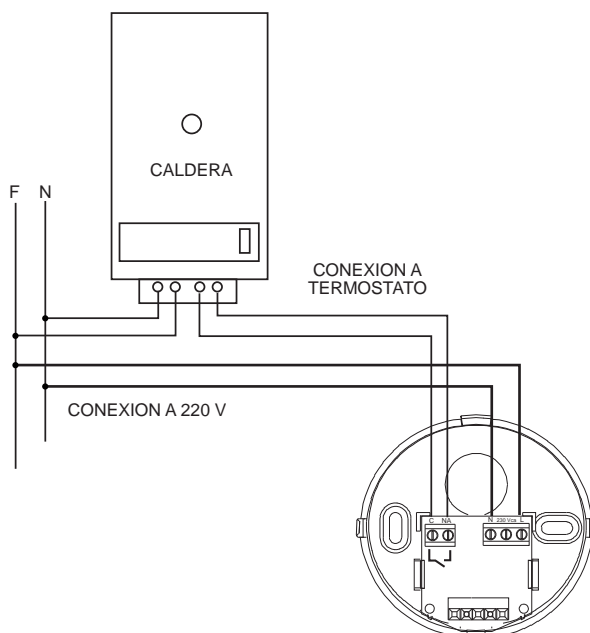 CALDERA
F N
CONEXION A
TERMOSTATO
CONEXION A 220 V
C NA N 230 Vca L